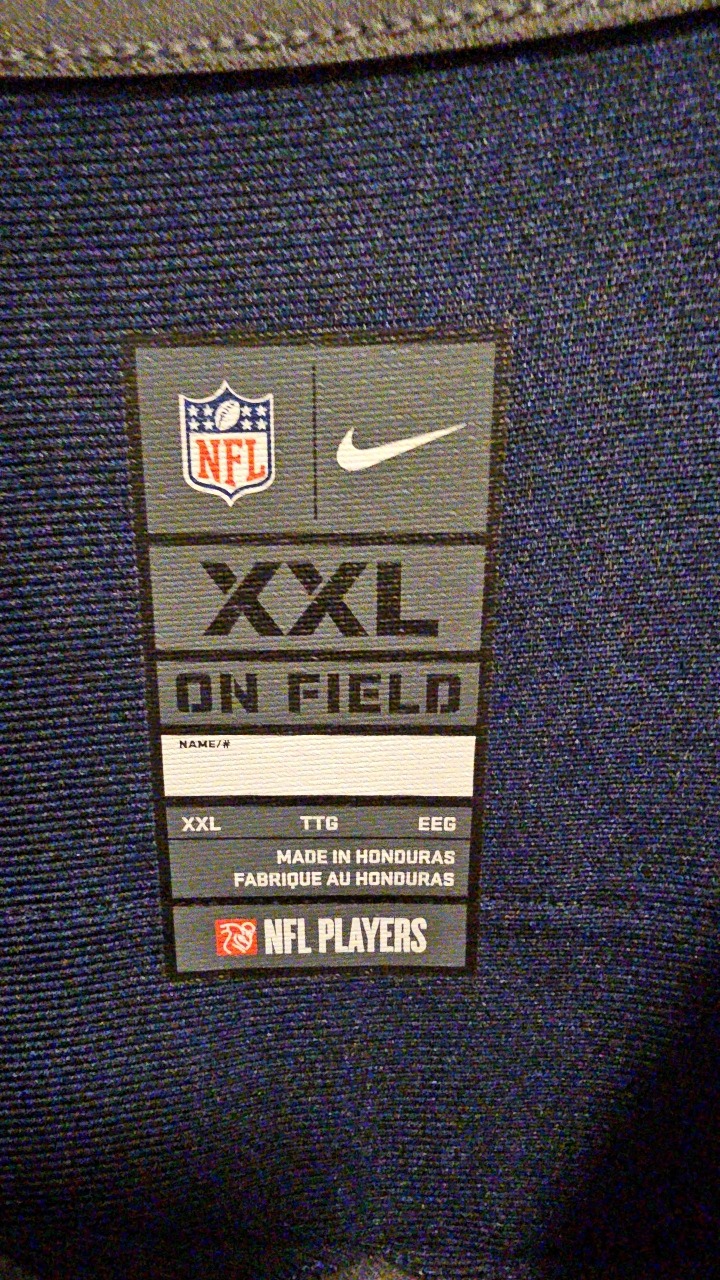 NFL
XXL
ON FIELD
NAME/#
XXL TTG EEG
MADE IN HONDURAS
FABRIQUE AU HONDURAS
NFL PLAYERS